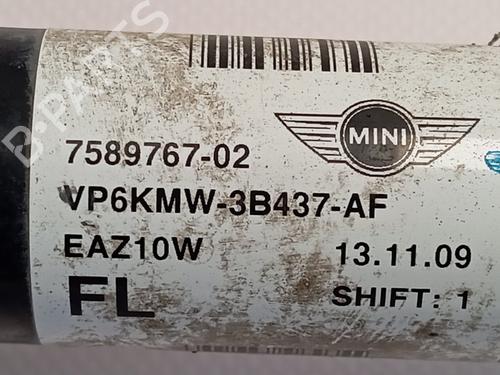 B-PARTS
MINI
7589767-02
VP6KMW-3B437-AF
EAZ10W 13.11.09
FL SHIFT: 1